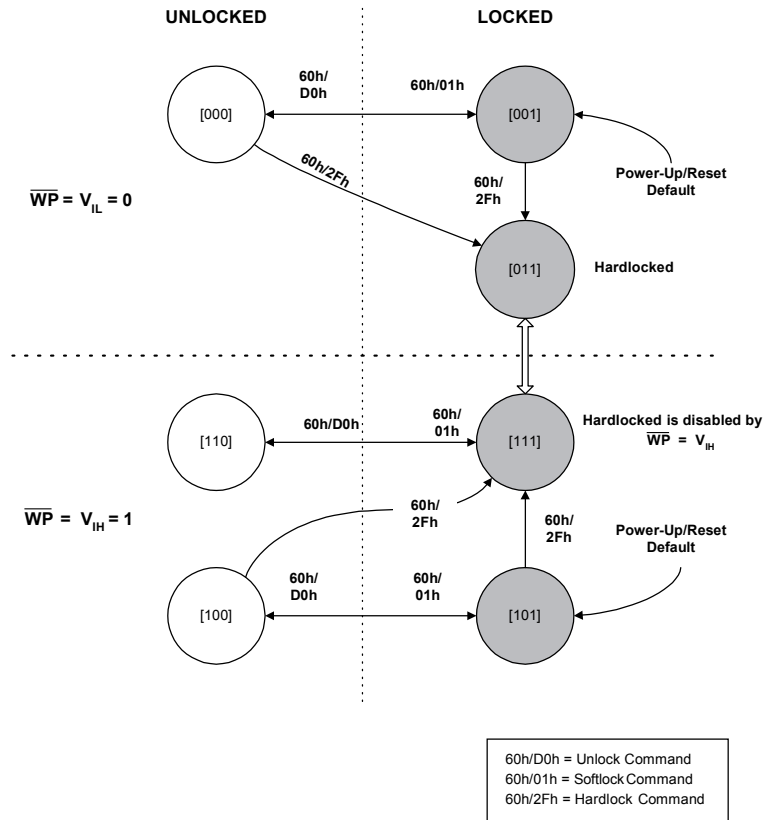 UNLOCKED
LOCKED
60h/
D0h
60h/01h
[000]
[001]
60h/2Fh
60h/
2Fh
Power-Up/Reset
Default
WP = VIL = 0
[011]
Hardlocked
60h/D0h
60h/
01h
[110]
[111]
Hardlocked is disabled by
WP = VIH
WP = VIH = 1
60h/
2Fh
60h/
2Fh
Power-Up/Reset
Default
60h/
D0h
60h/
01h
[100]
[101]
60h/D0h = Unlock Command
60h/01h = Softlock Command
60h/2Fh = Hardlock Command